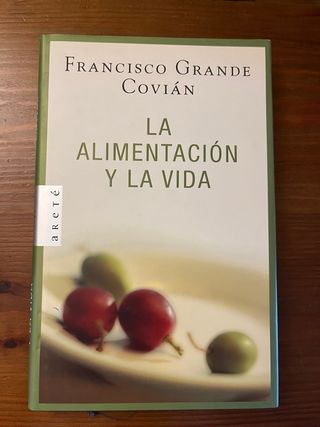 FRANCISCO GRANDE
COVIÁN
LA
ALIMENTACIÓN
Y LA VIDA
areté